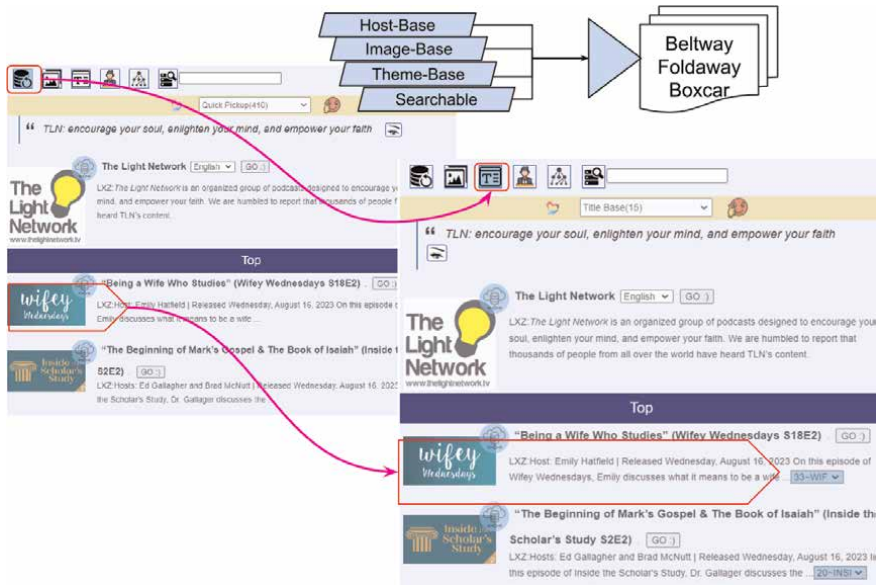 Host-Base
Image-Base
Theme-Base
Searchable
Beltway
Foldaway
Boxcar
Quick Pickup(410)
“ TLN: encourage your soul, enlighten your mind, and empower your faith
The Light Network English GO :)
LXZ:The Light Network is an organized group of podcasts designed to encourage
mind, and empower your faith. We are humbled to report that thousands of people
heard TLN's content.
The
Light
Network
www.thelightnetwork.tv
Top
“Being a Wife Who Studies” (Wifey Wednesdays S18E2) . GO :)
LXZ:Host: Emily Hatfield | Released Wednesday, August 16, 2023 On this episode
Emily discusses what it means to be a wife ...
wifey
Wednesdays
“The Beginning of Mark's Gospel & The Book of Isaiah” (Inside
S2E2) . GO :)
LXZ:Hosts: Ed Gallagher and Brad McNutt | Released Wednesday, August 16, 2023
the Scholar's Study, Dr. Gallager discusses the
Inside the
Scholar's
Study
Title Base(15)
“ TLN: encourage your soul, enlighten your mind, and empower your faith
The Light Network English GO :)
LXZ:The Light Network is an organized group of podcasts designed to encourage your
soul, enlighten your mind, and empower your faith. We are humbled to report that
thousands of people from all over the world have heard TLN's content.
The
Light
Network
www.thelightnetwork.tv
Top
“Being a Wife Who Studies” (Wifey Wednesdays S18E2) . GO :)
LXZ:Host: Emily Hatfield | Released Wednesday, August 16, 2023 On this episode of
Wifey Wednesdays, Emily discusses what it means to be a wife ... 33~WIF
wifey
Wednesdays
“The Beginning of Mark's Gospel & The Book of Isaiah” (Inside the
Scholar's Study S2E2) . GO :)
LXZ:Hosts: Ed Gallagher and Brad McNutt | Released Wednesday, August 16, 2023
this episode of Inside the Scholar's Study, Dr. Gallager discusses the ... 20~INSI
Inside the
Scholar's
Study